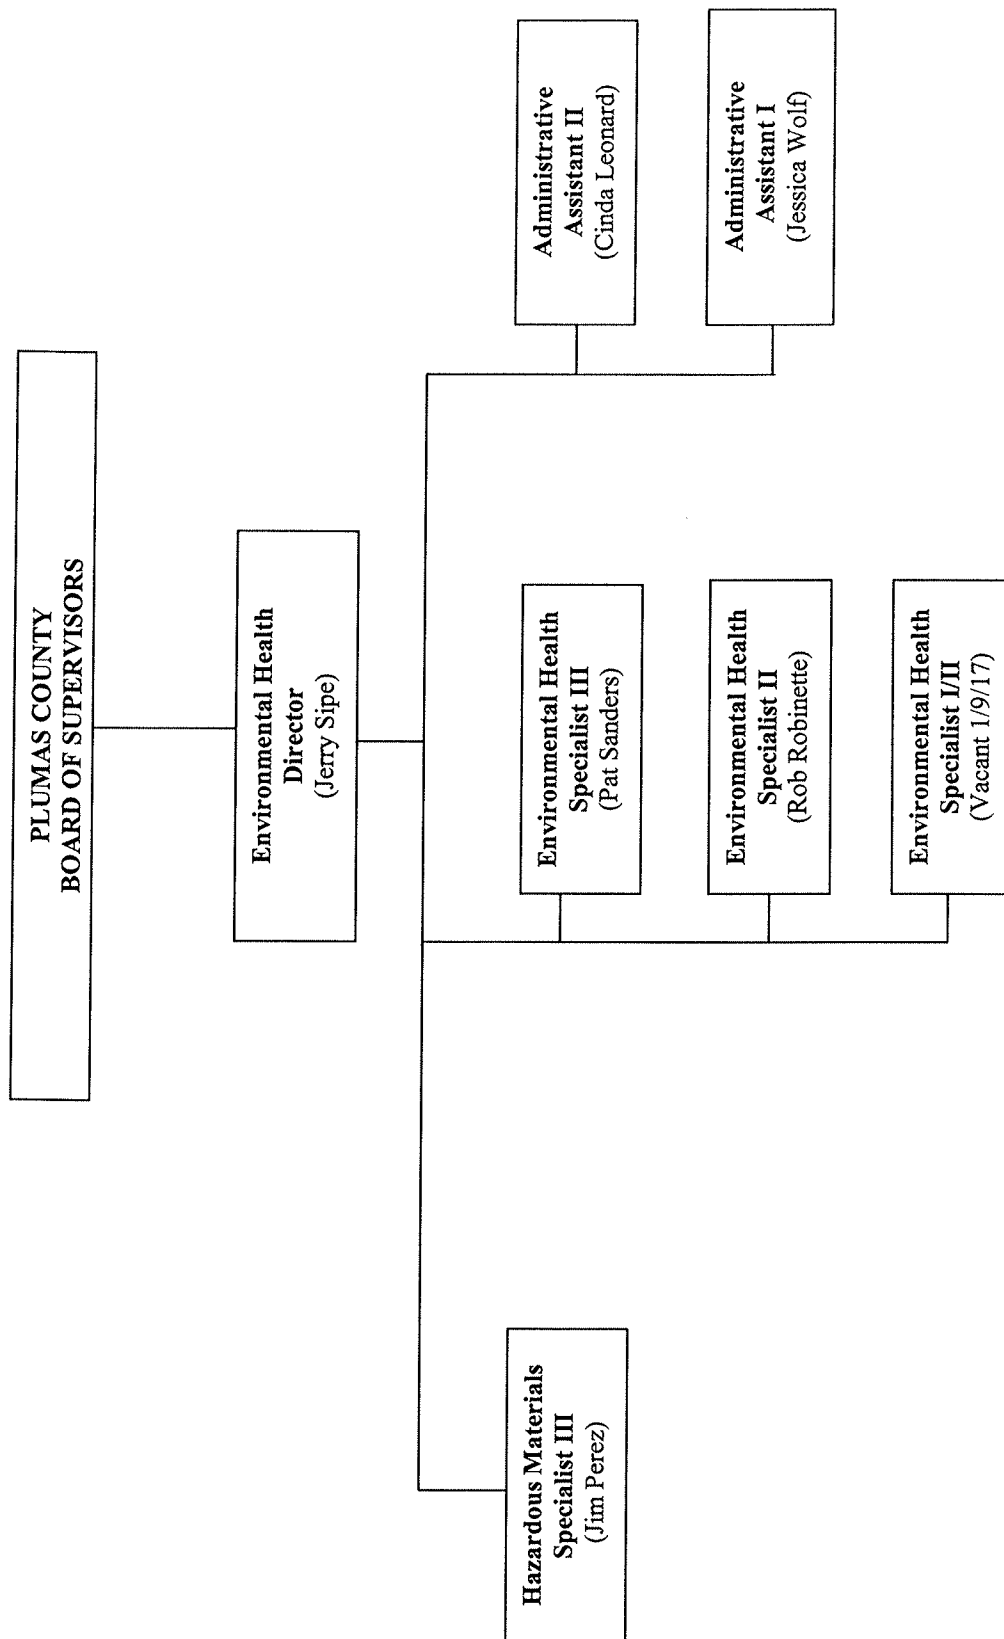 PLUMAS COUNTY
BOARD OF SUPERVISORS
Environmental Health
Director
(Jerry Sipe)
Hazardous Materials
Specialist III
(Jim Perez)
Environmental Health
Specialist III
(Pat Sanders)
Environmental Health
Specialist II
(Rob Robinette)
Environmental Health
Specialist I/II
(Vacant 1/9/17)
Administrative
Assistant II
(Cinda Leonard)
Administrative
Assistant I
(Jessica Wolf)